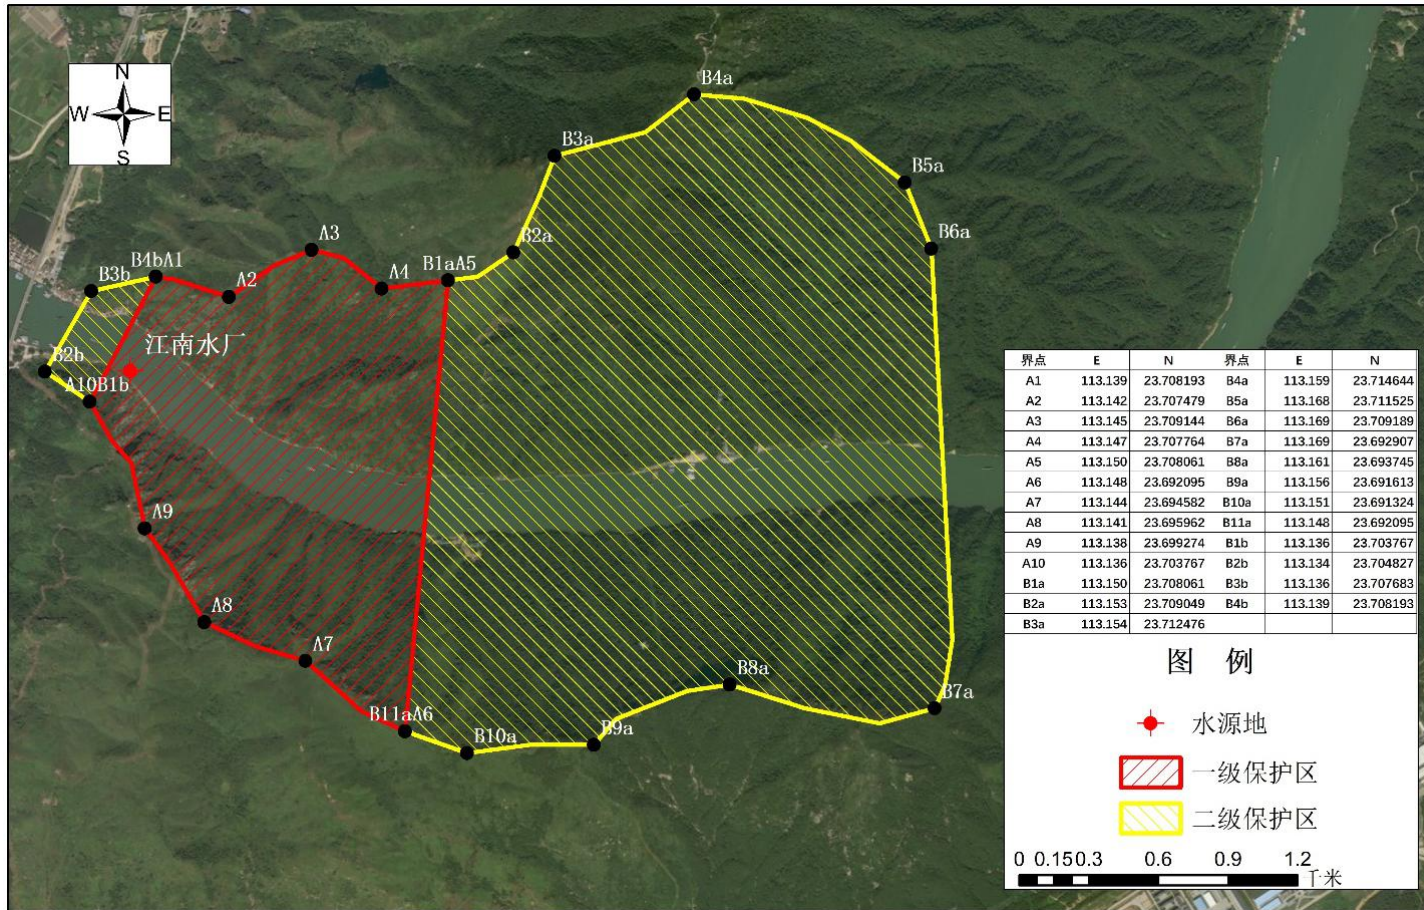 N
W E
S
B4a
B3a
B5a
B2a
B6a
A3
B4bA1
B3b
A2
A4
B1aA5
江南水厂
B2b
A10B1b
A9
A8
A7
B11aA6
B10a
B9a
B8a
B7a
界点 E N 界点 E N
A1 113.139 23.708193 B4a 113.159 23.714644
A2 113.142 23.707479 B5a 113.168 23.711525
A3 113.145 23.709144 B6a 113.169 23.709189
A4 113.147 23.707764 B7a 113.169 23.692907
A5 113.150 23.708061 B8a 113.161 23.693745
A6 113.148 23.692095 B9a 113.156 23.691613
A7 113.144 23.694582 B10a 113.151 23.691324
A8 113.141 23.695962 B11a 113.148 23.692095
A9 113.138 23.699274 B1b 113.136 23.703767
A10 113.136 23.703767 B2b 113.134 23.704827
B1a 113.150 23.708061 B3b 113.136 23.707683
B2a 113.153 23.709049 B4b 113.139 23.708193
B3a 113.154 23.712476
图 例
水源地
一级保护区
二级保护区
0 0.15 0.3 0.6 0.9 1.2
千米